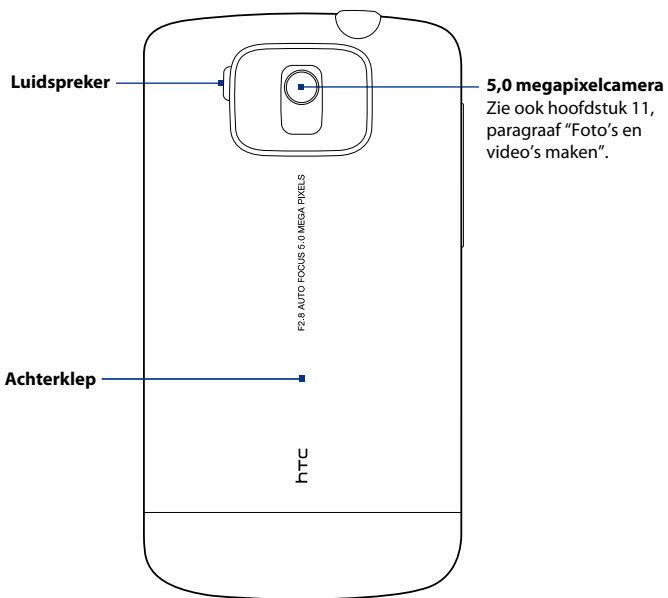 Luidspreker
5,0 megapixelcamera
Zie ook hoofdstuk 11,
paragraaf “Foto’s en
video’s maken”.
F2.8 AUTO FOCUS 5.0 MEGA PIXELS
Achterklep
hTC